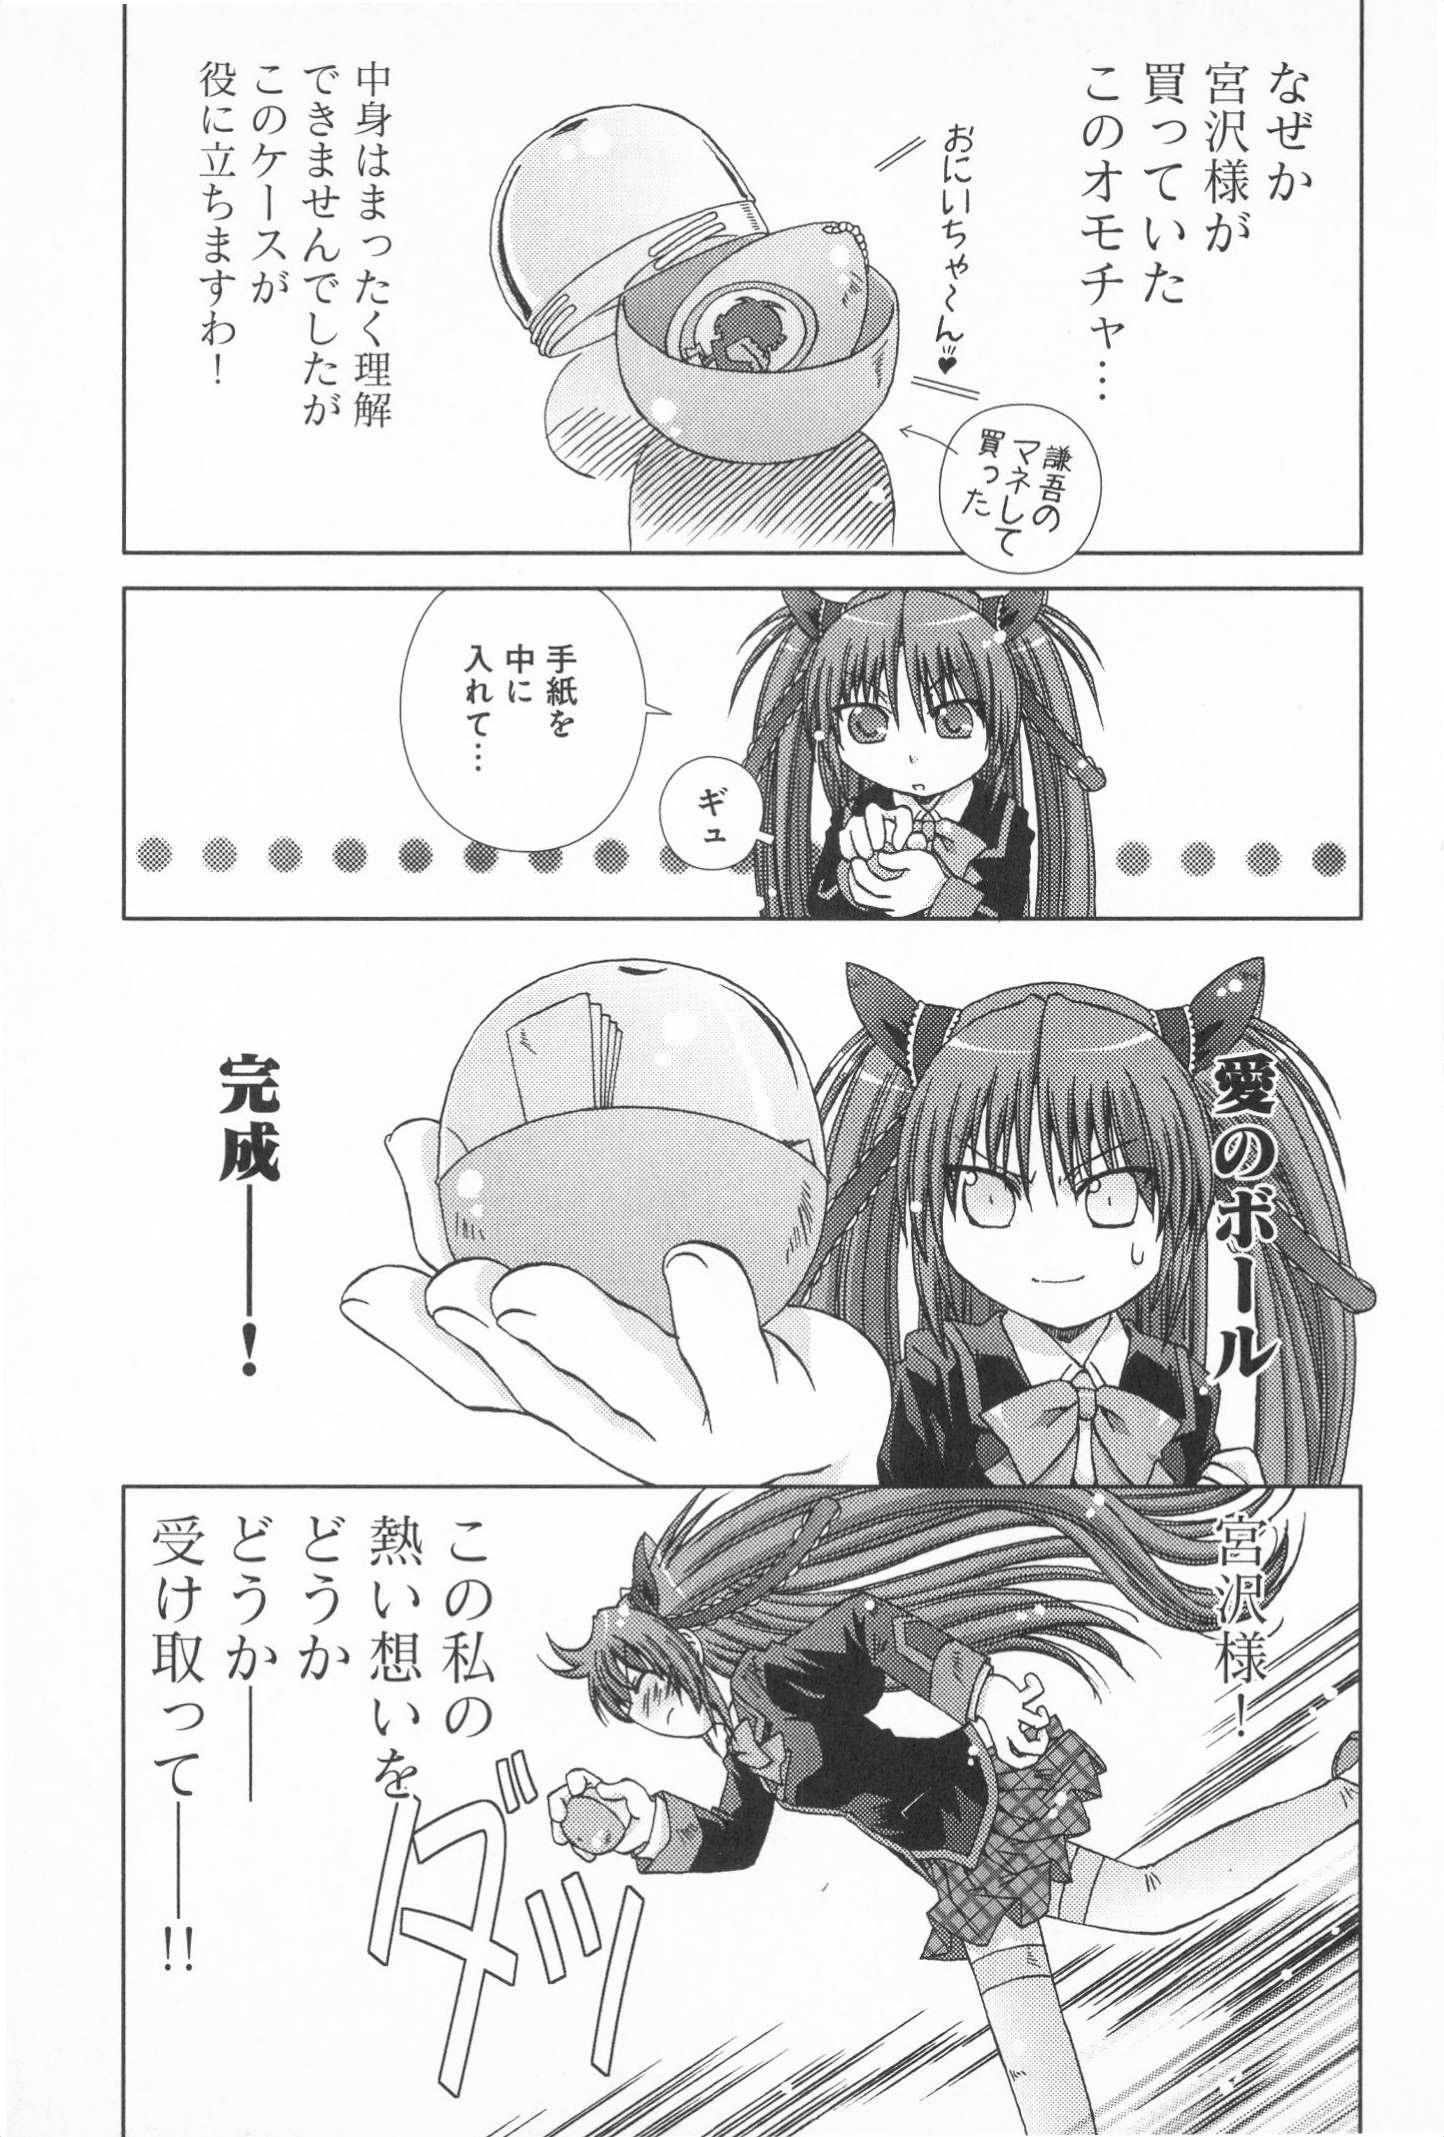 なぜか
宮沢様が
買っていた
このオモチャ…
おにいちゃ〜ん♥
謙吾の
マネして
買った
中身はまったく理解
できませんでしたが
このケースが
役に立ちますわ！
手紙を
中に
入れて…
ギュ
愛のボール
完成――！
宮沢様！
この私の
熱い想いを
どうか
どうか――
受け取って――!!
ダダッ